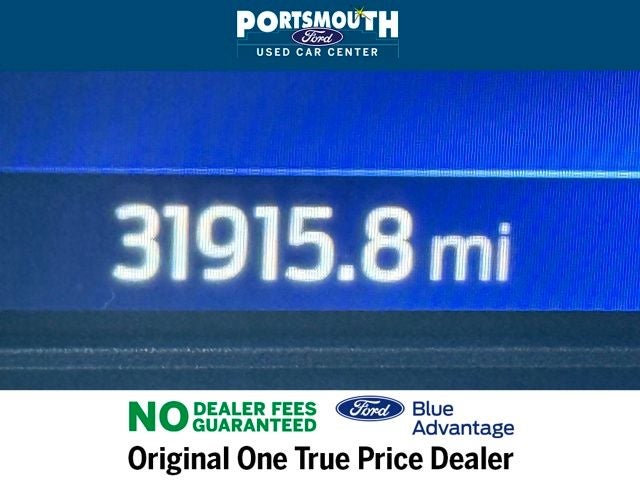 PORTSMOUTH
Ford
USED CAR CENTER
31915.8 mi
NO DEALER FEES
GUARANTEED
Ford Blue
Advantage
Original One True Price Dealer